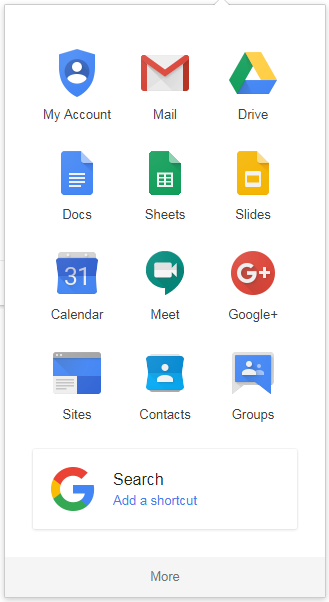 My Account Mail Drive
Docs Sheets Slides
31
Calendar Meet Google+
G+
Sites Contacts Groups
G
Search
Add a shortcut
More